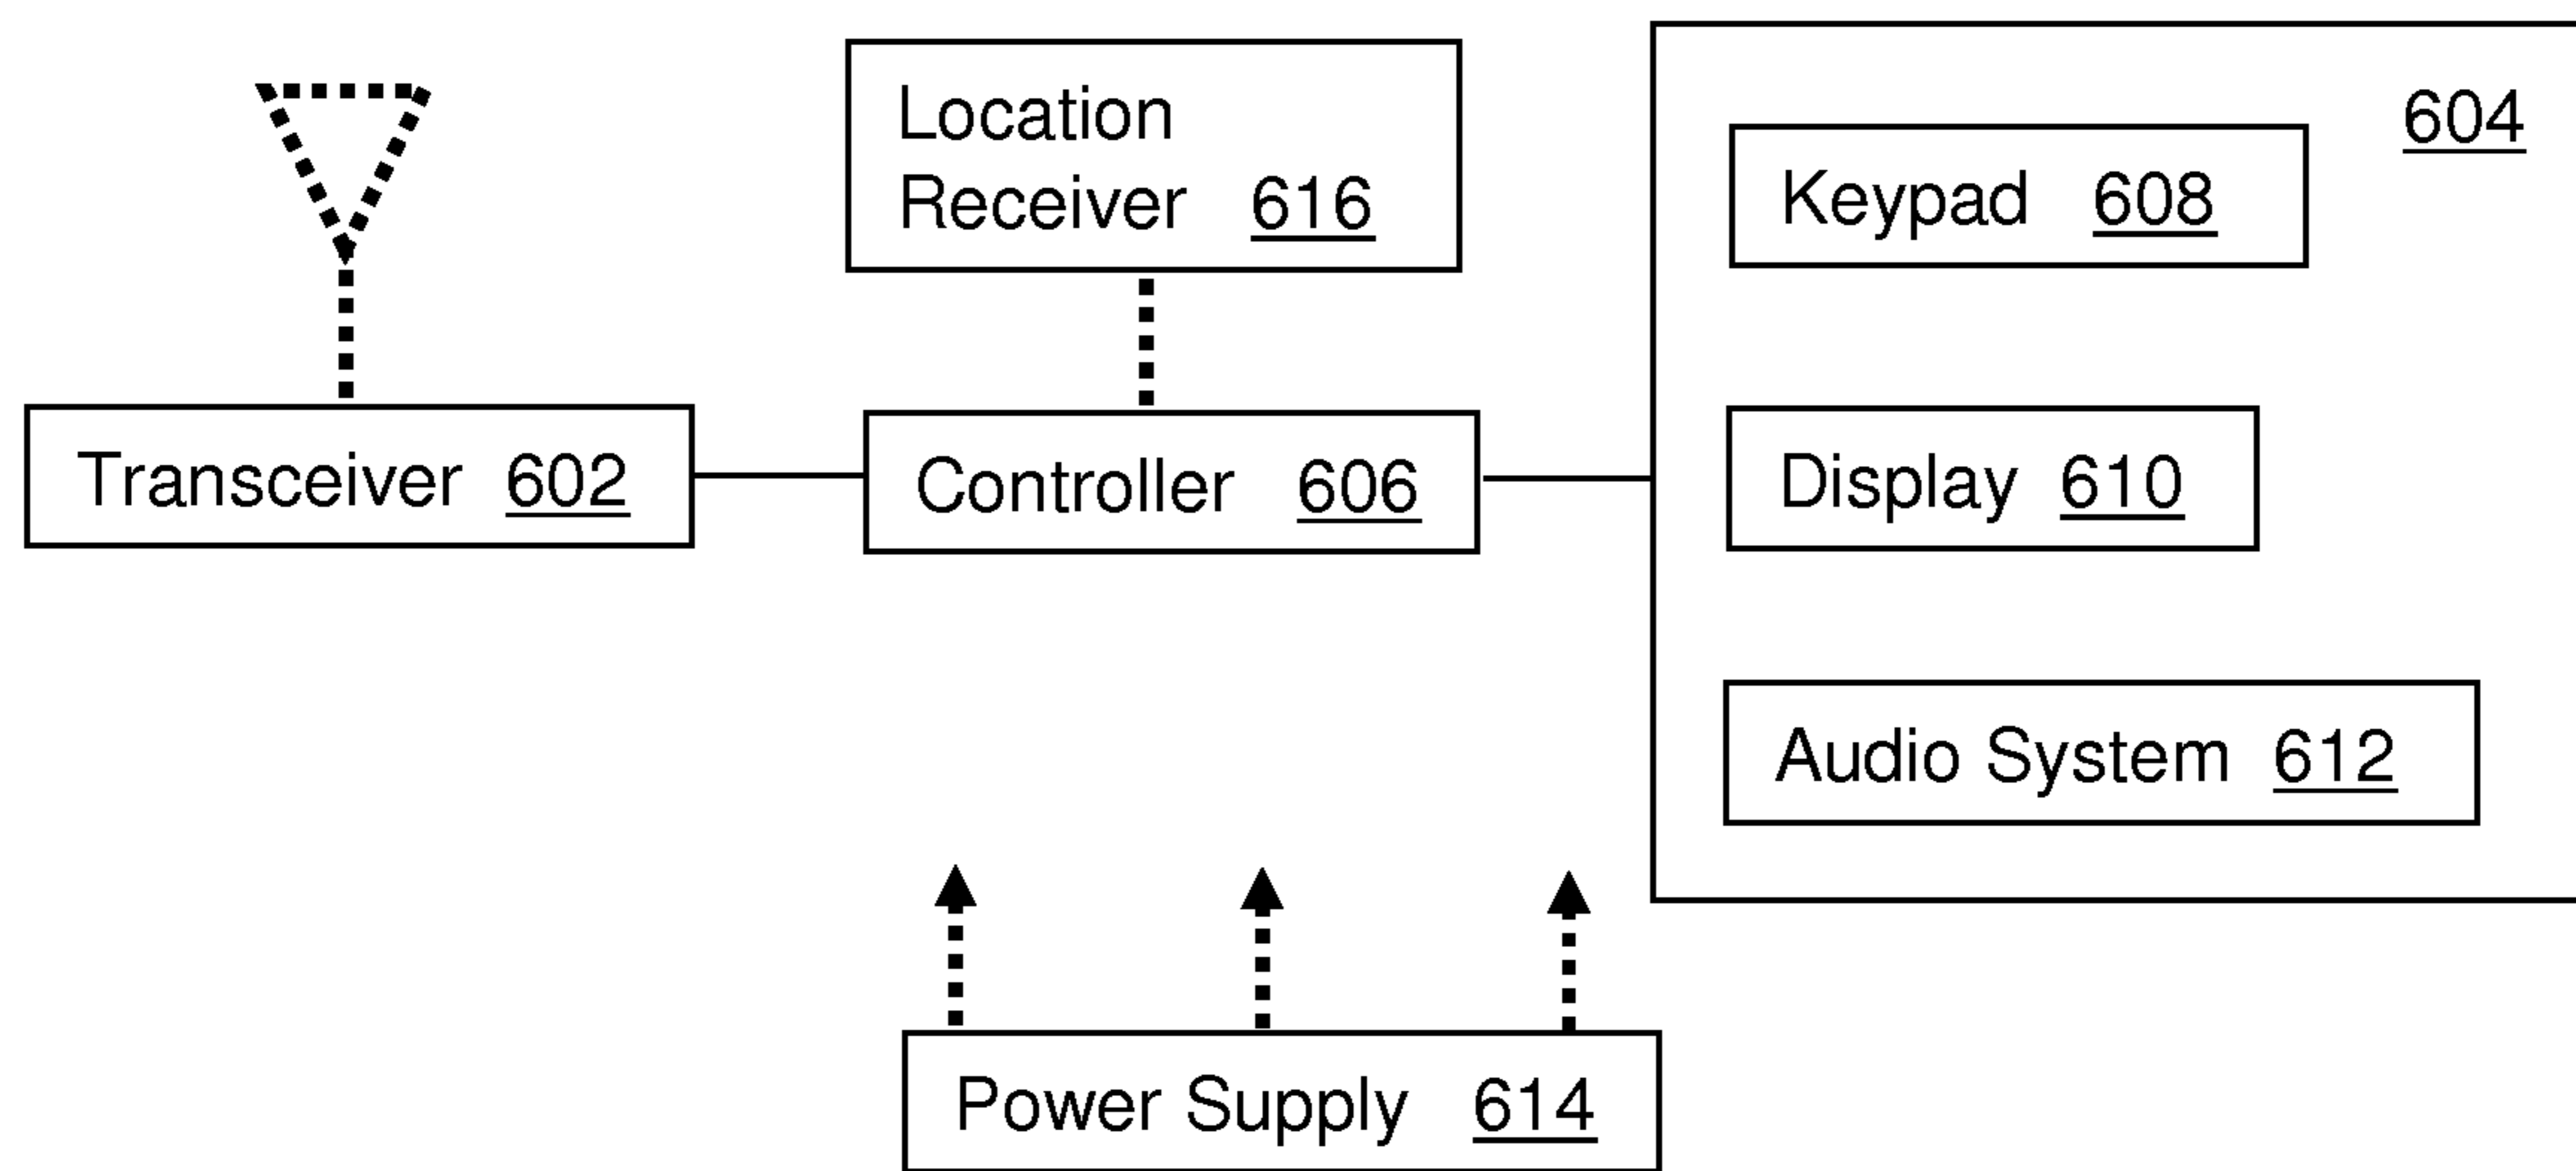 Location
Receiver 616
604
Keypad 608
Transceiver 602
Controller 606
Display 610
Audio System 612
Power Supply 614